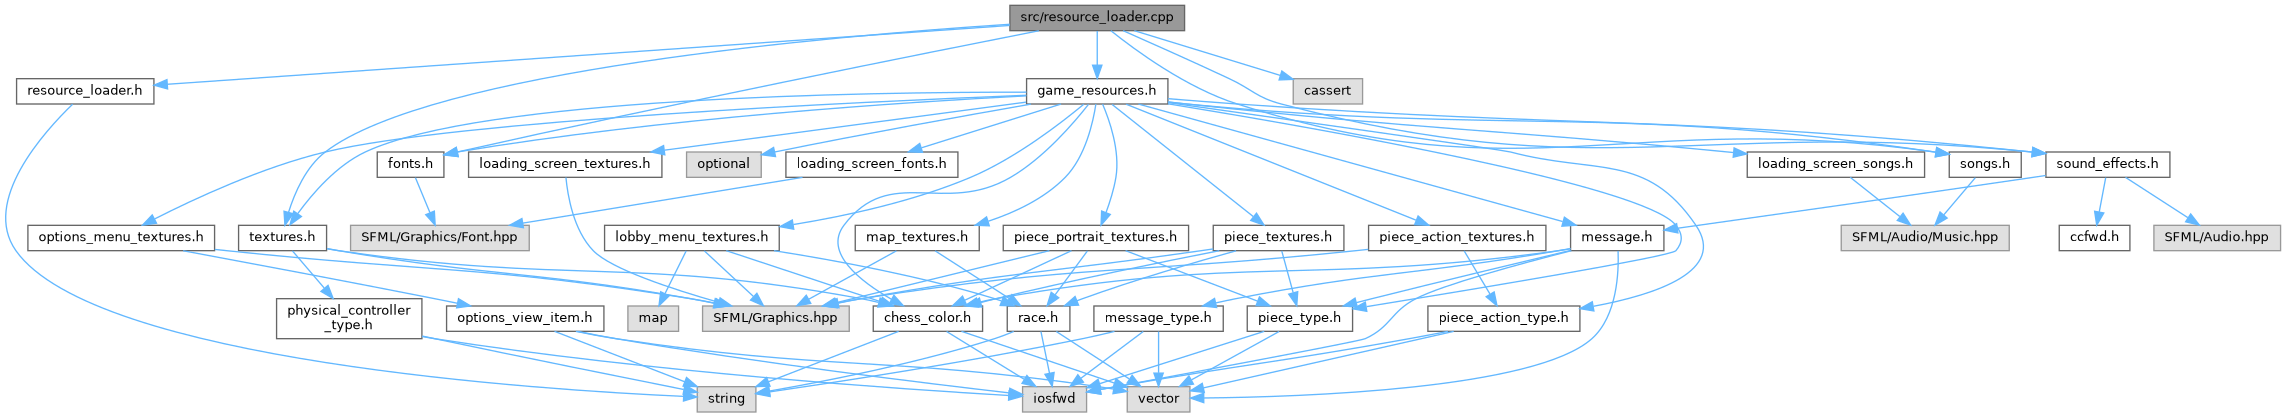 src/resource_loader.cpp
resource_loader.h
game_resources.h
cassert
fonts.h
loading_screen_textures.h
optional
loading_screen_fonts.h
loading_screen_songs.h
songs.h
sound_effects.h
options_menu_textures.h
textures.h
SFML/Graphics/Font.hpp
lobby_menu_textures.h
map_textures.h
piece_portrait_textures.h
piece_textures.h
piece_action_textures.h
message.h
SFML/Audio/Music.hpp
ccfwd.h
SFML/Audio.hpp
physical_controller
_type.h
options_view_item.h
map
SFML/Graphics.hpp
chess_color.h
race.h
message_type.h
piece_type.h
piece_action_type.h
string
iosfwd
vector